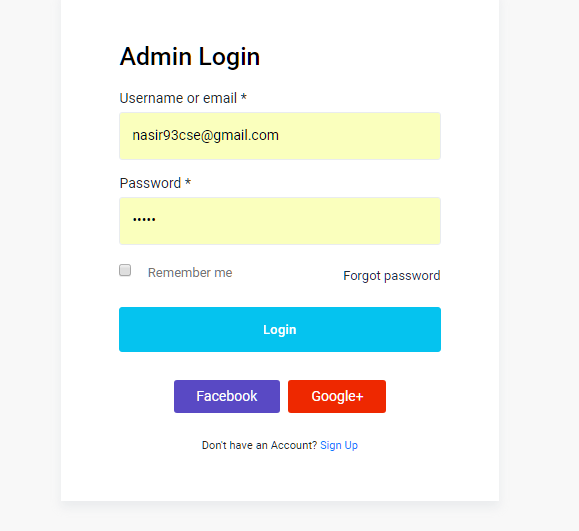 Admin Login
Username or email *
nasir93cse@gmail.com
Password *
•••••
Remember me Forgot password
Login
Facebook Google+
Don't have an Account? Sign Up